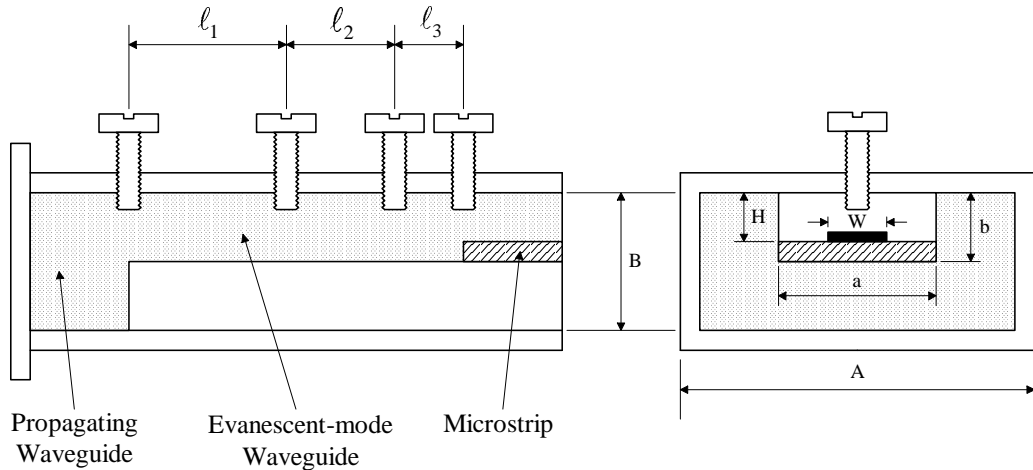 ℓ1
ℓ2
ℓ3
B
H
W
b
a
A
Propagating
Waveguide
Evanescent-mode
Waveguide
Microstrip